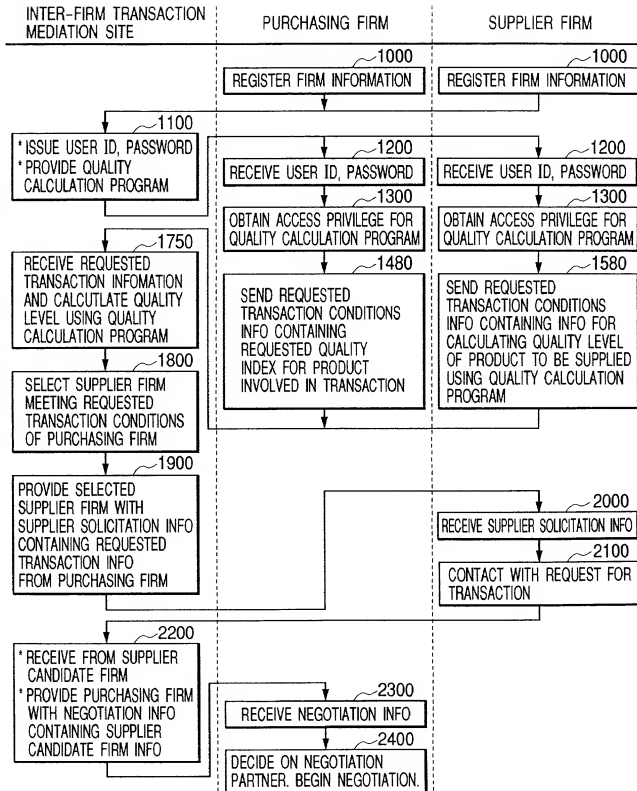 INTER-FIRM TRANSACTION
MEDIATION SITE
PURCHASING FIRM
SUPPLIER FIRM
1000
REGISTER FIRM INFORMATION
1000
REGISTER FIRM INFORMATION
1100
* ISSUE USER ID, PASSWORD
* PROVIDE QUALITY
CALCULATION PROGRAM
1200
RECEIVE USER ID, PASSWORD
1200
RECEIVE USER ID, PASSWORD
1300
OBTAIN ACCESS PRIVILEGE FOR
QUALITY CALCULATION PROGRAM
1300
OBTAIN ACCESS PRIVILEGE FOR
QUALITY CALCULATION PROGRAM
1750
RECEIVE REQUESTED
TRANSACTION INFOMATION
AND CALCUTLATE QUALITY
LEVEL USING QUALITY
CALCULATION PROGRAM
1480
SEND REQUESTED
TRANSACTION CONDITIONS
INFO CONTAINING
REQUESTED QUALITY
INDEX FOR PRODUCT
INVOLVED IN TRANSACTION
1580
SEND REQUESTED
TRANSACTION CONDITIONS
INFO CONTAINING INFO FOR
CALCULATING QUALITY LEVEL
OF PRODUCT TO BE SUPPLIED
USING QUALITY CALCULATION
PROGRAM
1800
SELECT SUPPLIER FIRM
MEETING REQUESTED
TRANSACTION CONDITIONS
OF PURCHASING FIRM
1900
PROVIDE SELECTED
SUPPLIER FIRM WITH
SUPPLIER SOLICITATION INFO
CONTAINING REQUESTED
TRANSACTION INFO
FROM PURCHASING FIRM
2000
RECEIVE SUPPLIER SOLICITATION INFO
2100
CONTACT WITH REQUEST FOR
TRANSACTION
2200
* RECEIVE FROM SUPPLIER
CANDIDATE FIRM
* PROVIDE PURCHASING FIRM
WITH NEGOTIATION INFO
CONTAINING SUPPLIER
CANDIDATE FIRM INFO
2300
RECEIVE NEGOTIATION INFO
2400
DECIDE ON NEGOTIATION
PARTNER. BEGIN NEGOTIATION.